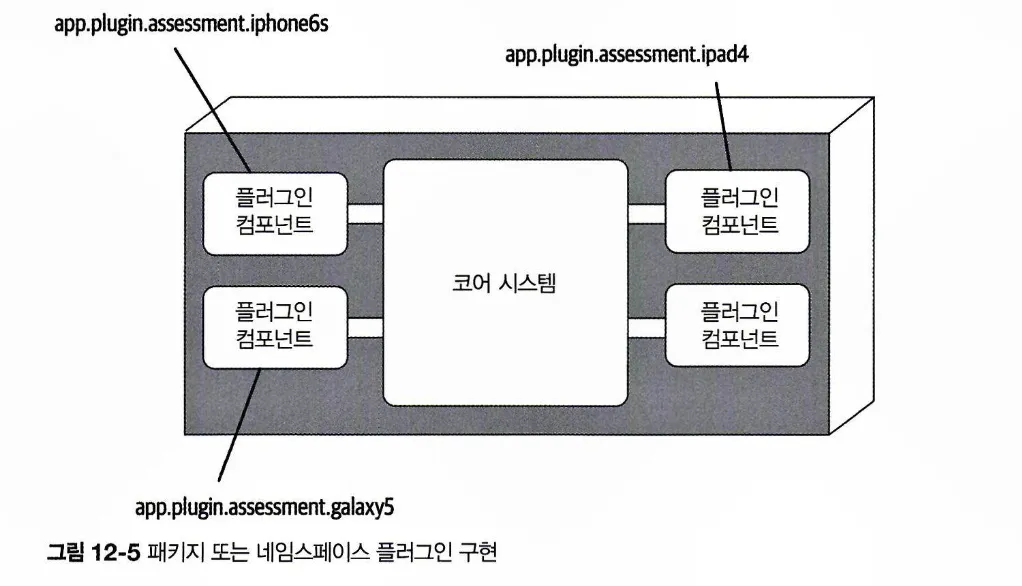 app.plugin.assessment.iphone6s
app.plugin.assessment.ipad4
플러그인
컴포넌트
플러그인
컴포넌트
코어 시스템
플러그인
컴포넌트
플러그인
컴포넌트
app.plugin.assessment.galaxy5
그림 12-5 패키지 또는 네임스페이스 플러그인 구현